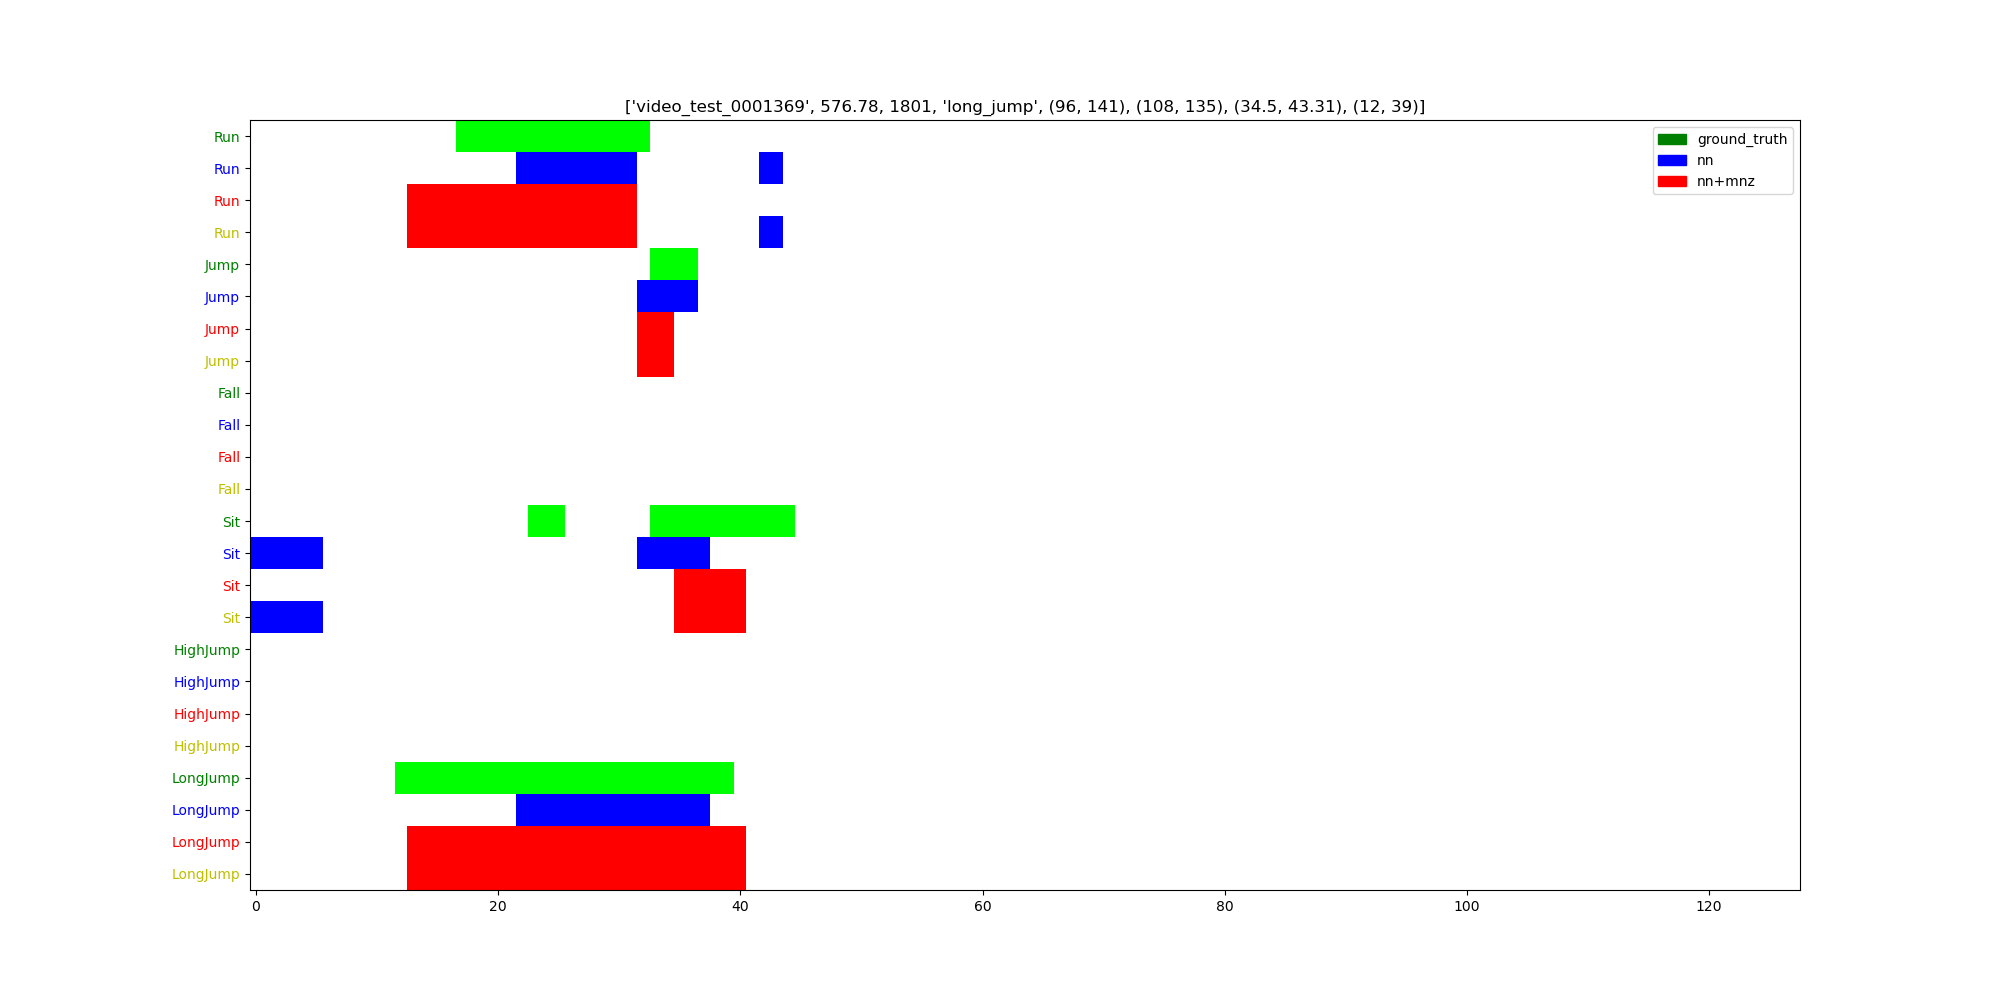 ['video_test_0001369', 576.78, 1801, 'long_jump', (96, 141), (108, 135), (34.5, 43.31), (12, 39)]
ground_truth
nn
nn+mnz
Run
Run
Run
Run
Jump
Jump
Jump
Jump
Fall
Fall
Fall
Fall
Sit
Sit
Sit
Sit
HighJump
HighJump
HighJump
HighJump
LongJump
LongJump
LongJump
LongJump
0 20 40 60 80 100 120